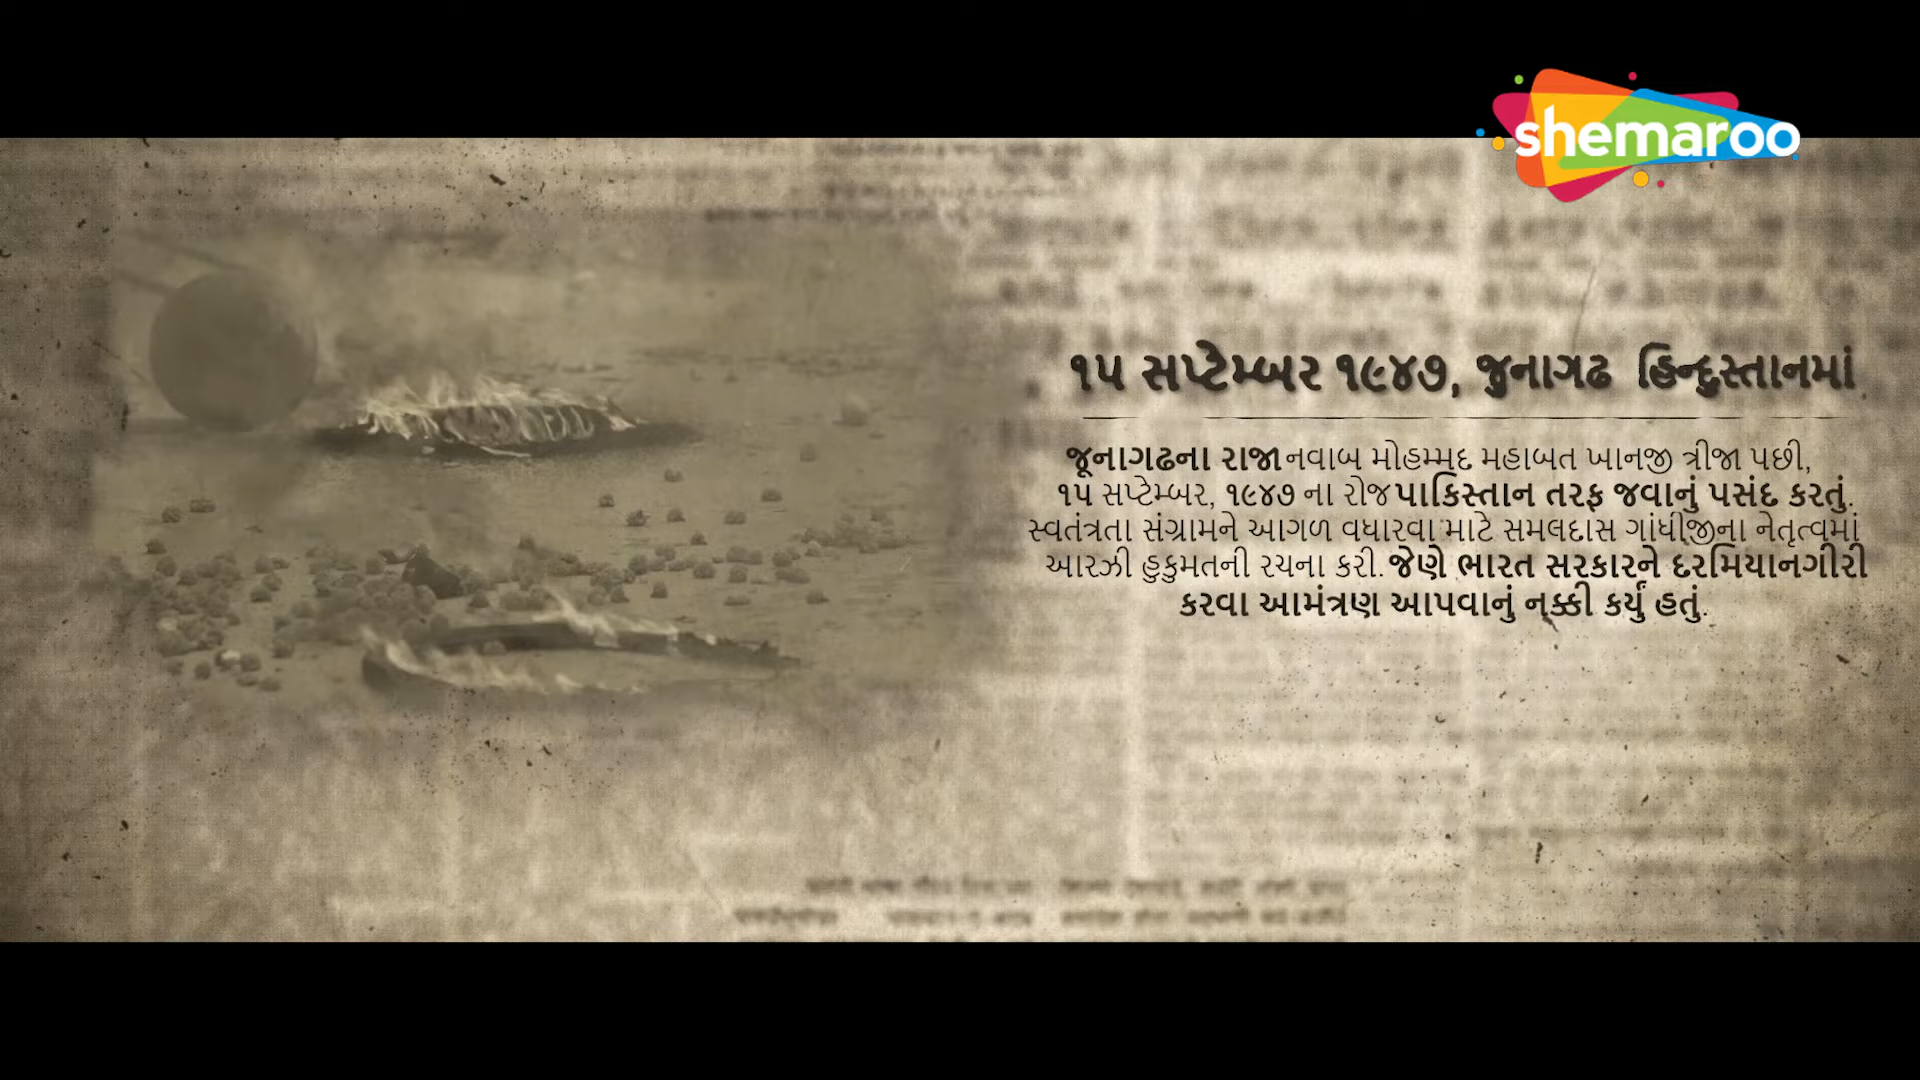 shemaroo
૧૫ સપ્ટેમ્બર ૧૯૪૭, જુનાગઢ હિન્દુસ્તાનમાં
જૂનાગઢના રાજા નવાબ મોહમ્મદ મહાબત ખાનજી ત્રીજા પછી,
૧૫ સપ્ટેમ્બર, ૧૯૪૭ ના રોજ પાકિસ્તાન તરફ જવાનું પસંદ કરતું.
સ્વતંત્રતા સંગ્રામને આગળ વધારવા માટે સમલદાસ ગાંધીજીના નેતૃત્વમાં
આરઝી હુકુમતની રચના કરી. જેણે ભારત સરકારને દરમિયાનગીરી
કરવા આમંત્રણ આપવાનું નક્કી કર્યું હતું.